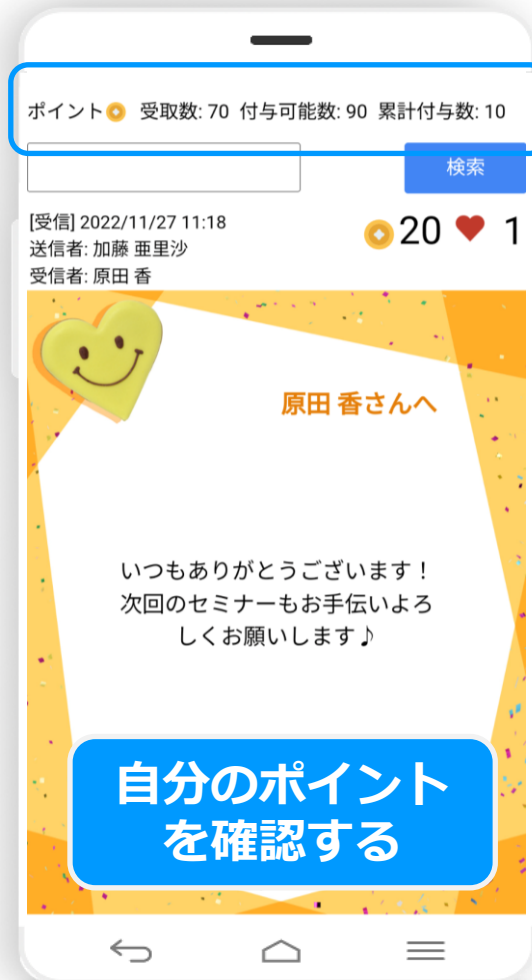 ポイント 受取数: 70 付与可能数: 90 累計付与数: 10
検索
[受信] 2022/11/27 11:18
20 1
送信者: 加藤 亜里沙
受信者: 原田 香
原田 香さんへ
いつもありがとうございます！
次回のセミナーもお手伝いよろ
しくお願いします♪
自分のポイント
を確認する